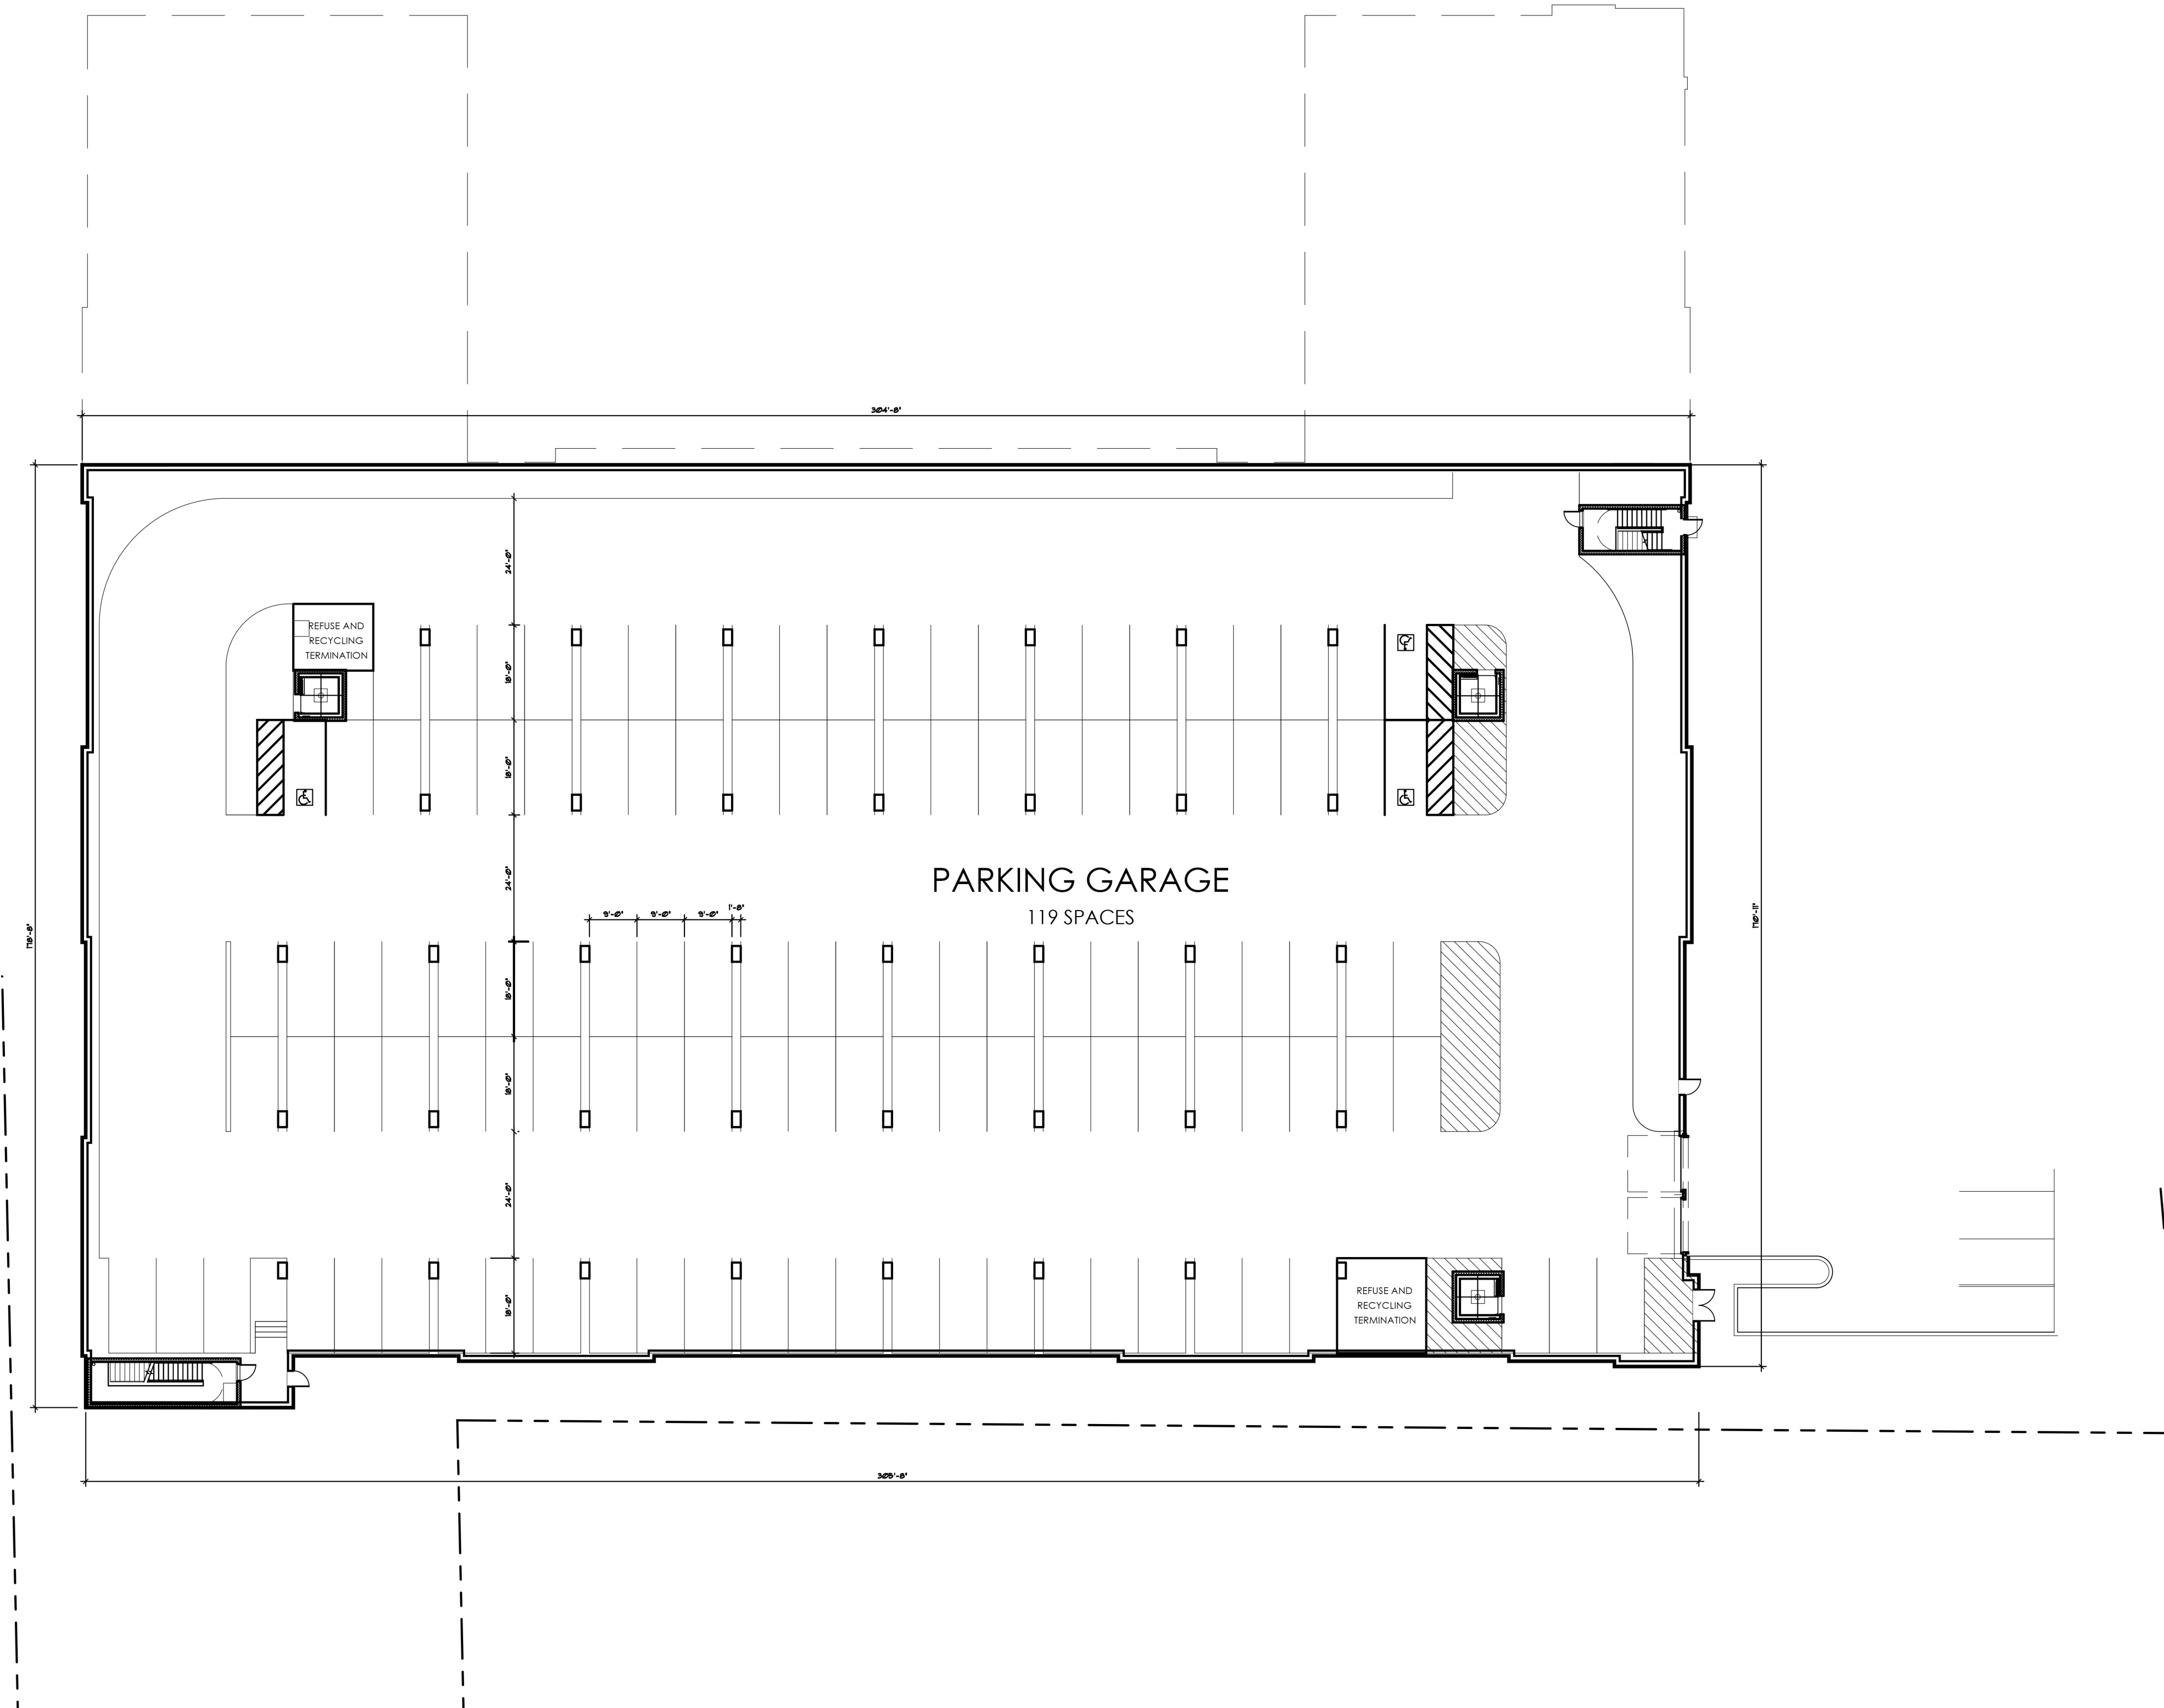 304'-8"
24'-0"
REFUSE AND
RECYCLING
TERMINATION
18'-0"
18'-0"
24'-0"
PARKING GARAGE
119 SPACES
1'-8"
9'-0" 9'-0" 9'-0"
178'-8"
170'-11"
18'-0"
18'-0"
24'-0"
18'-0"
REFUSE AND
RECYCLING
TERMINATION
305'-8"